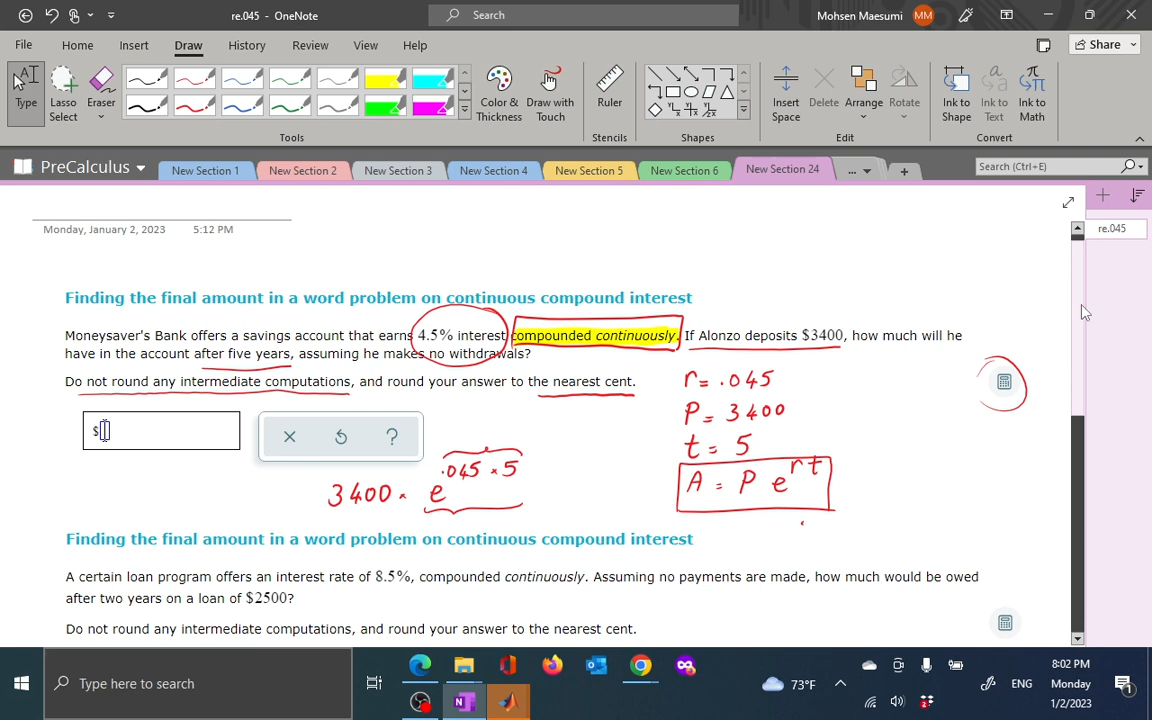 re.045 - OneNote
Search
Mohsen Maesumi
MM
File
Home
Insert
Draw
History
Review
View
Help
Share
Type
Lasso Select
Eraser
Color & Thickness
Draw with Touch
Ruler
Insert Space
Delete
Arrange
Rotate
Ink to Shape
Ink to Text
Ink to Math
Tools
Stencils
Shapes
Edit
Convert
PreCalculus
New Section 1
New Section 2
New Section 3
New Section 4
New Section 5
New Section 6
New Section 24
...
Search (Ctrl+E)
re.045
Monday, January 2, 2023 5:12 PM
Finding the final amount in a word problem on continuous compound interest
Moneysaver's Bank offers a savings account that earns 4.5% interest compounded continuously. If Alonzo deposits $3400, how much will he
have in the account after five years, assuming he makes no withdrawals?
Do not round any intermediate computations, and round your answer to the nearest cent.
r = .045
P = 3400
t = 5
A = P e^rt
$
× ?
3400 × e^.045 × 5
Finding the final amount in a word problem on continuous compound interest
A certain loan program offers an interest rate of 8.5%, compounded continuously. Assuming no payments are made, how much would be owed
after two years on a loan of $2500?
Do not round any intermediate computations, and round your answer to the nearest cent.
Type here to search
73°F
ENG
8:02 PM
Monday
1/2/2023
1